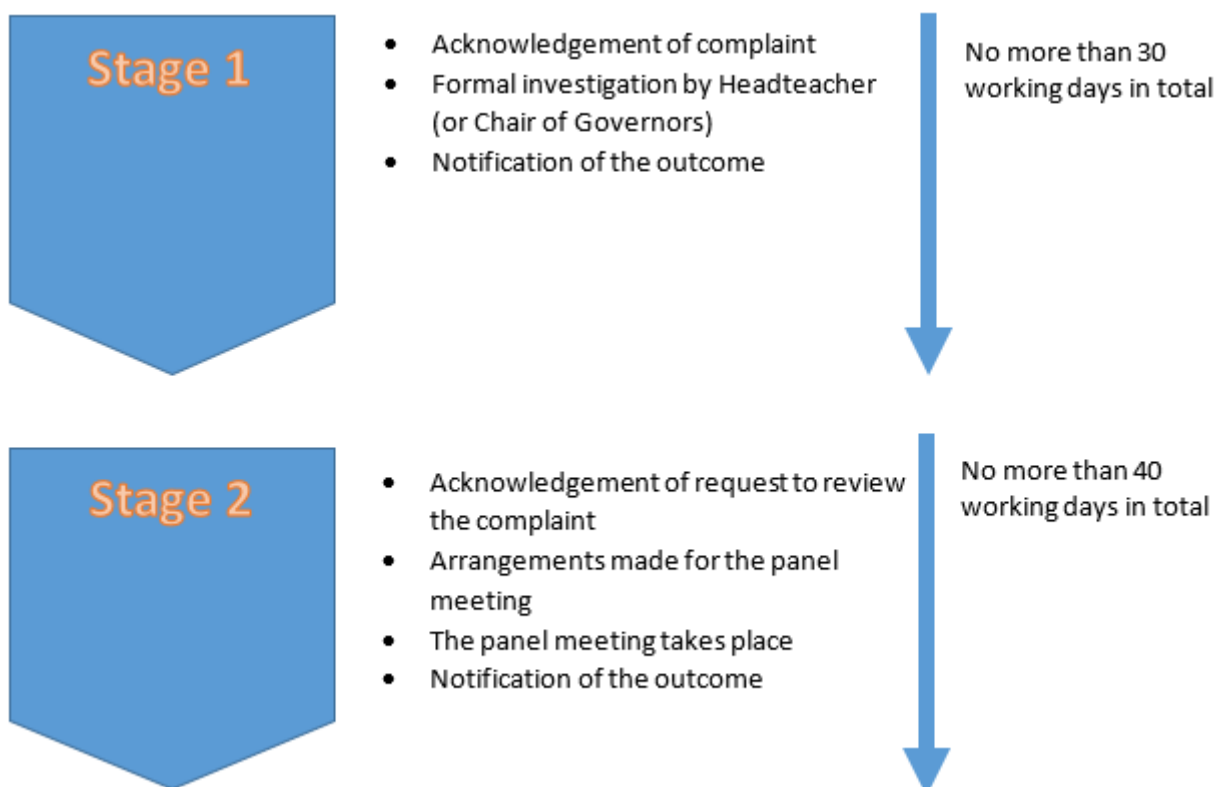 Stage 1
• Acknowledgement of complaint
• Formal investigation by Headteacher
(or Chair of Governors)
• Notification of the outcome
No more than 30
working days in total
Stage 2
• Acknowledgement of request to review
the complaint
• Arrangements made for the panel
meeting
• The panel meeting takes place
• Notification of the outcome
No more than 40
working days in total